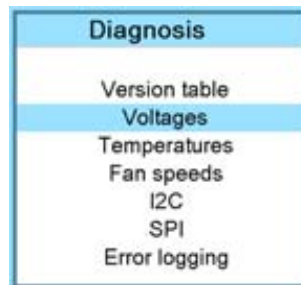 Diagnosis
Version table
Voltages
Temperatures
Fan speeds
I2C
SPI
Error logging